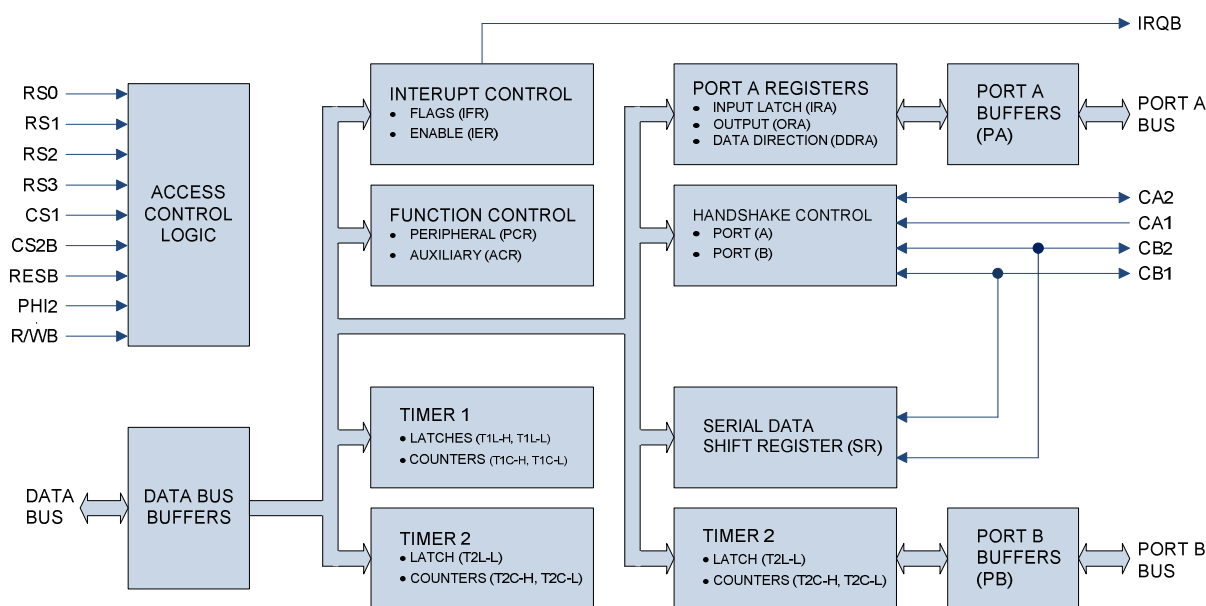 IRQB
RS0
RS1
RS2
RS3
CS1
CS2B
RESB
PHI2
R/WB
ACCESS
CONTROL
LOGIC
DATA
BUS
DATA BUS
BUFFERS
INTERUPT CONTROL
• FLAGS (IFR)
• ENABLE (IER)
FUNCTION CONTROL
• PERIPHERAL (PCR)
• AUXILIARY (ACR)
TIMER 1
• LATCHES (T1L-H, T1L-L)
• COUNTERS (T1C-H, T1C-L)
TIMER 2
• LATCH (T2L-L)
• COUNTERS (T2C-H, T2C-L)
PORT A REGISTERS
• INPUT LATCH (IRA)
• OUTPUT (ORA)
• DATA DIRECTION (DDRA)
PORT A
BUFFERS
(PA)
PORT A
BUS
HANDSHAKE CONTROL
• PORT (A)
• PORT (B)
CA2
CA1
CB2
CB1
SERIAL DATA
SHIFT REGISTER (SR)
TIMER 2
• LATCH (T2L-L)
• COUNTERS (T2C-H, T2C-L)
PORT B
BUFFERS
(PB)
PORT B
BUS